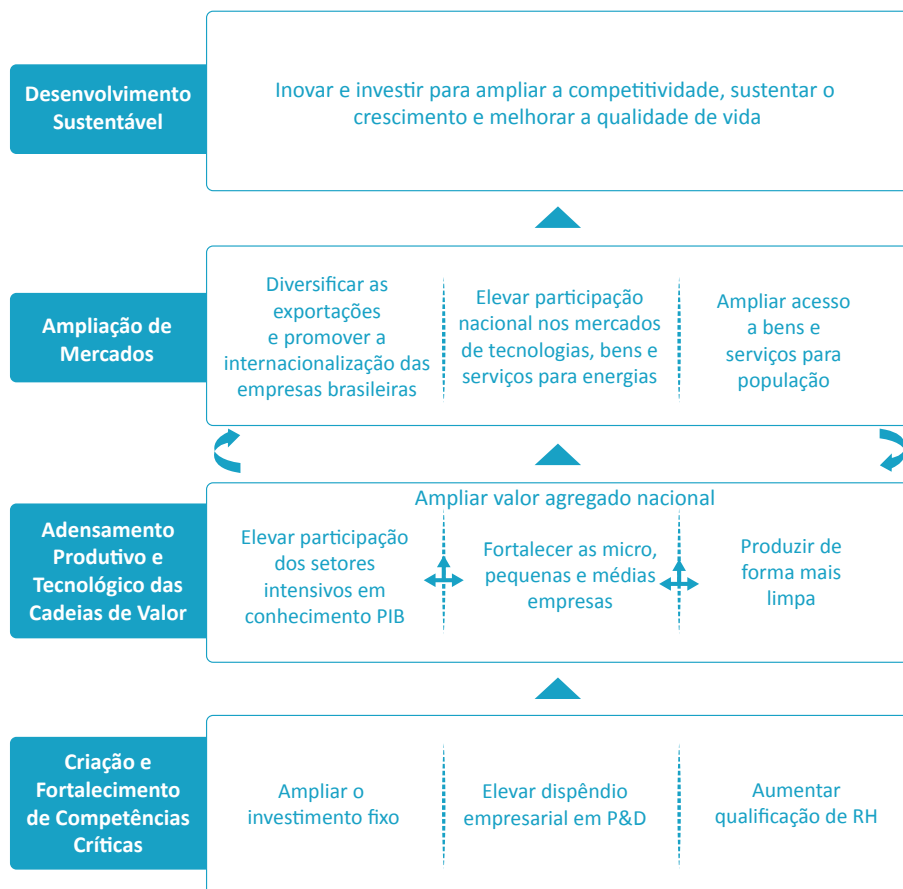 Desenvolvimento
Sustentável
Inovar e investir para ampliar a competitividade, sustentar o
crescimento e melhorar a qualidade de vida
Ampliação de
Mercados
Diversificar as
exportações
e promover a
internacionalização das
empresas brasileiras
Elevar participação
nacional nos mercados
de tecnologias, bens e
serviços para energias
Ampliar acesso
a bens e
serviços para
população
Adensamento
Produtivo e
Tecnológico das
Cadeias de Valor
Ampliar valor agregado nacional
Elevar participação
dos setores
intensivos em
conhecimento PIB
Fortalecer as micro,
pequenas e médias
empresas
Produzir de
forma mais
limpa
Criação e
Fortalecimento
de Competências
Críticas
Ampliar o
investimento fixo
Elevar dispêndio
empresarial em P&D
Aumentar
qualificação de RH